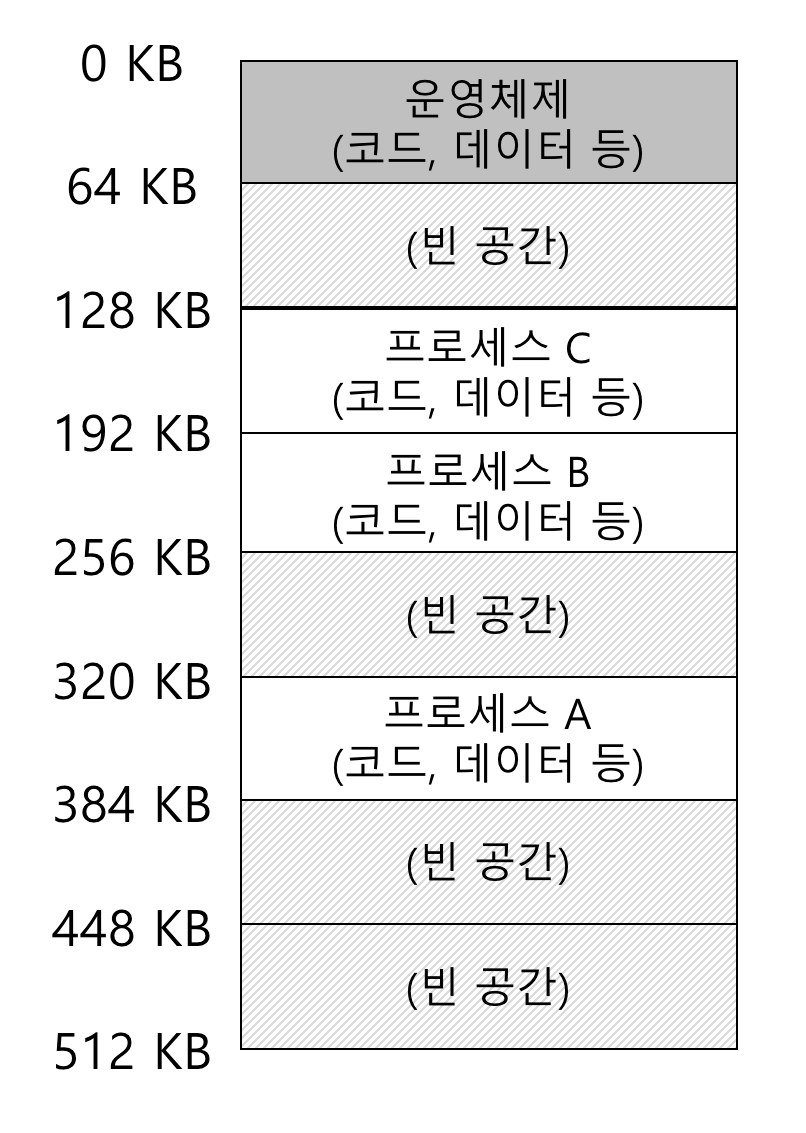 0 KB
운영체제
(코드, 데이터 등)
64 KB
(빈 공간)
128 KB
프로세스 C
(코드, 데이터 등)
192 KB
프로세스 B
(코드, 데이터 등)
256 KB
(빈 공간)
320 KB
프로세스 A
(코드, 데이터 등)
384 KB
(빈 공간)
448 KB
(빈 공간)
512 KB